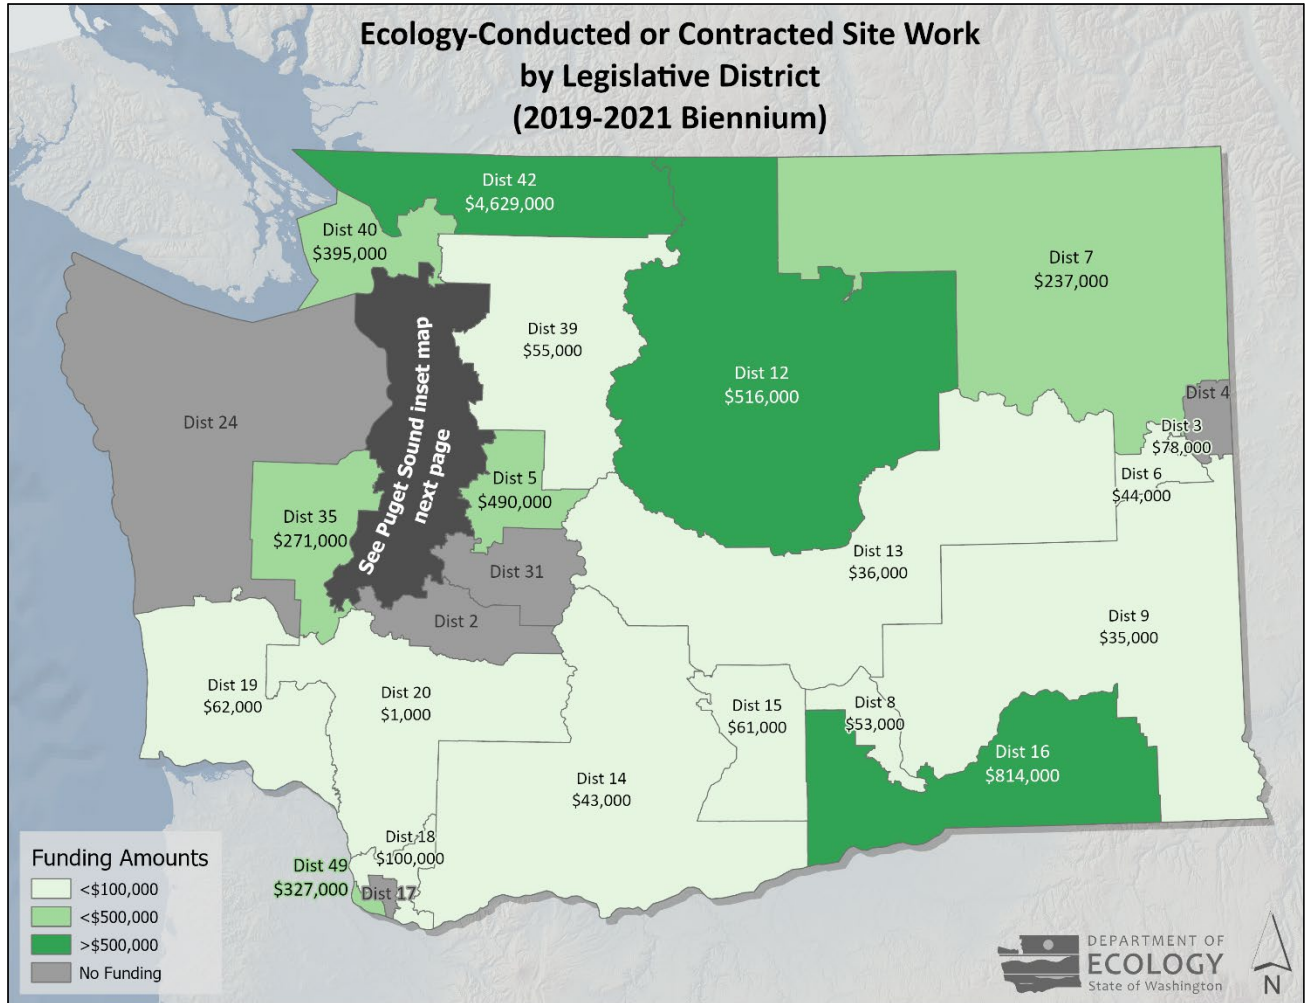 Ecology-Conducted or Contracted Site Work
by Legislative District
(2019-2021 Biennium)
Dist 42
$4,629,000
Dist 40
$395,000
Dist 7
$237,000
Dist 39
$55,000
Dist 12
$516,000
See Puget Sound inset map
next page
Dist 24
Dist 4
Dist 3
$78,000
Dist 6
$44,000
Dist 5
$490,000
Dist 35
$271,000
Dist 13
$36,000
Dist 31
Dist 2
Dist 9
$35,000
Dist 19
$62,000
Dist 20
$1,000
Dist 15
$61,000
Dist 8
$53,000
Dist 16
$814,000
Dist 14
$43,000
Dist 18
$100,000
Dist 49
$327,000
Dist 17
Funding Amounts
<$100,000
<$500,000
>$500,000
No Funding
DEPARTMENT OF
ECOLOGY
State of Washington
N